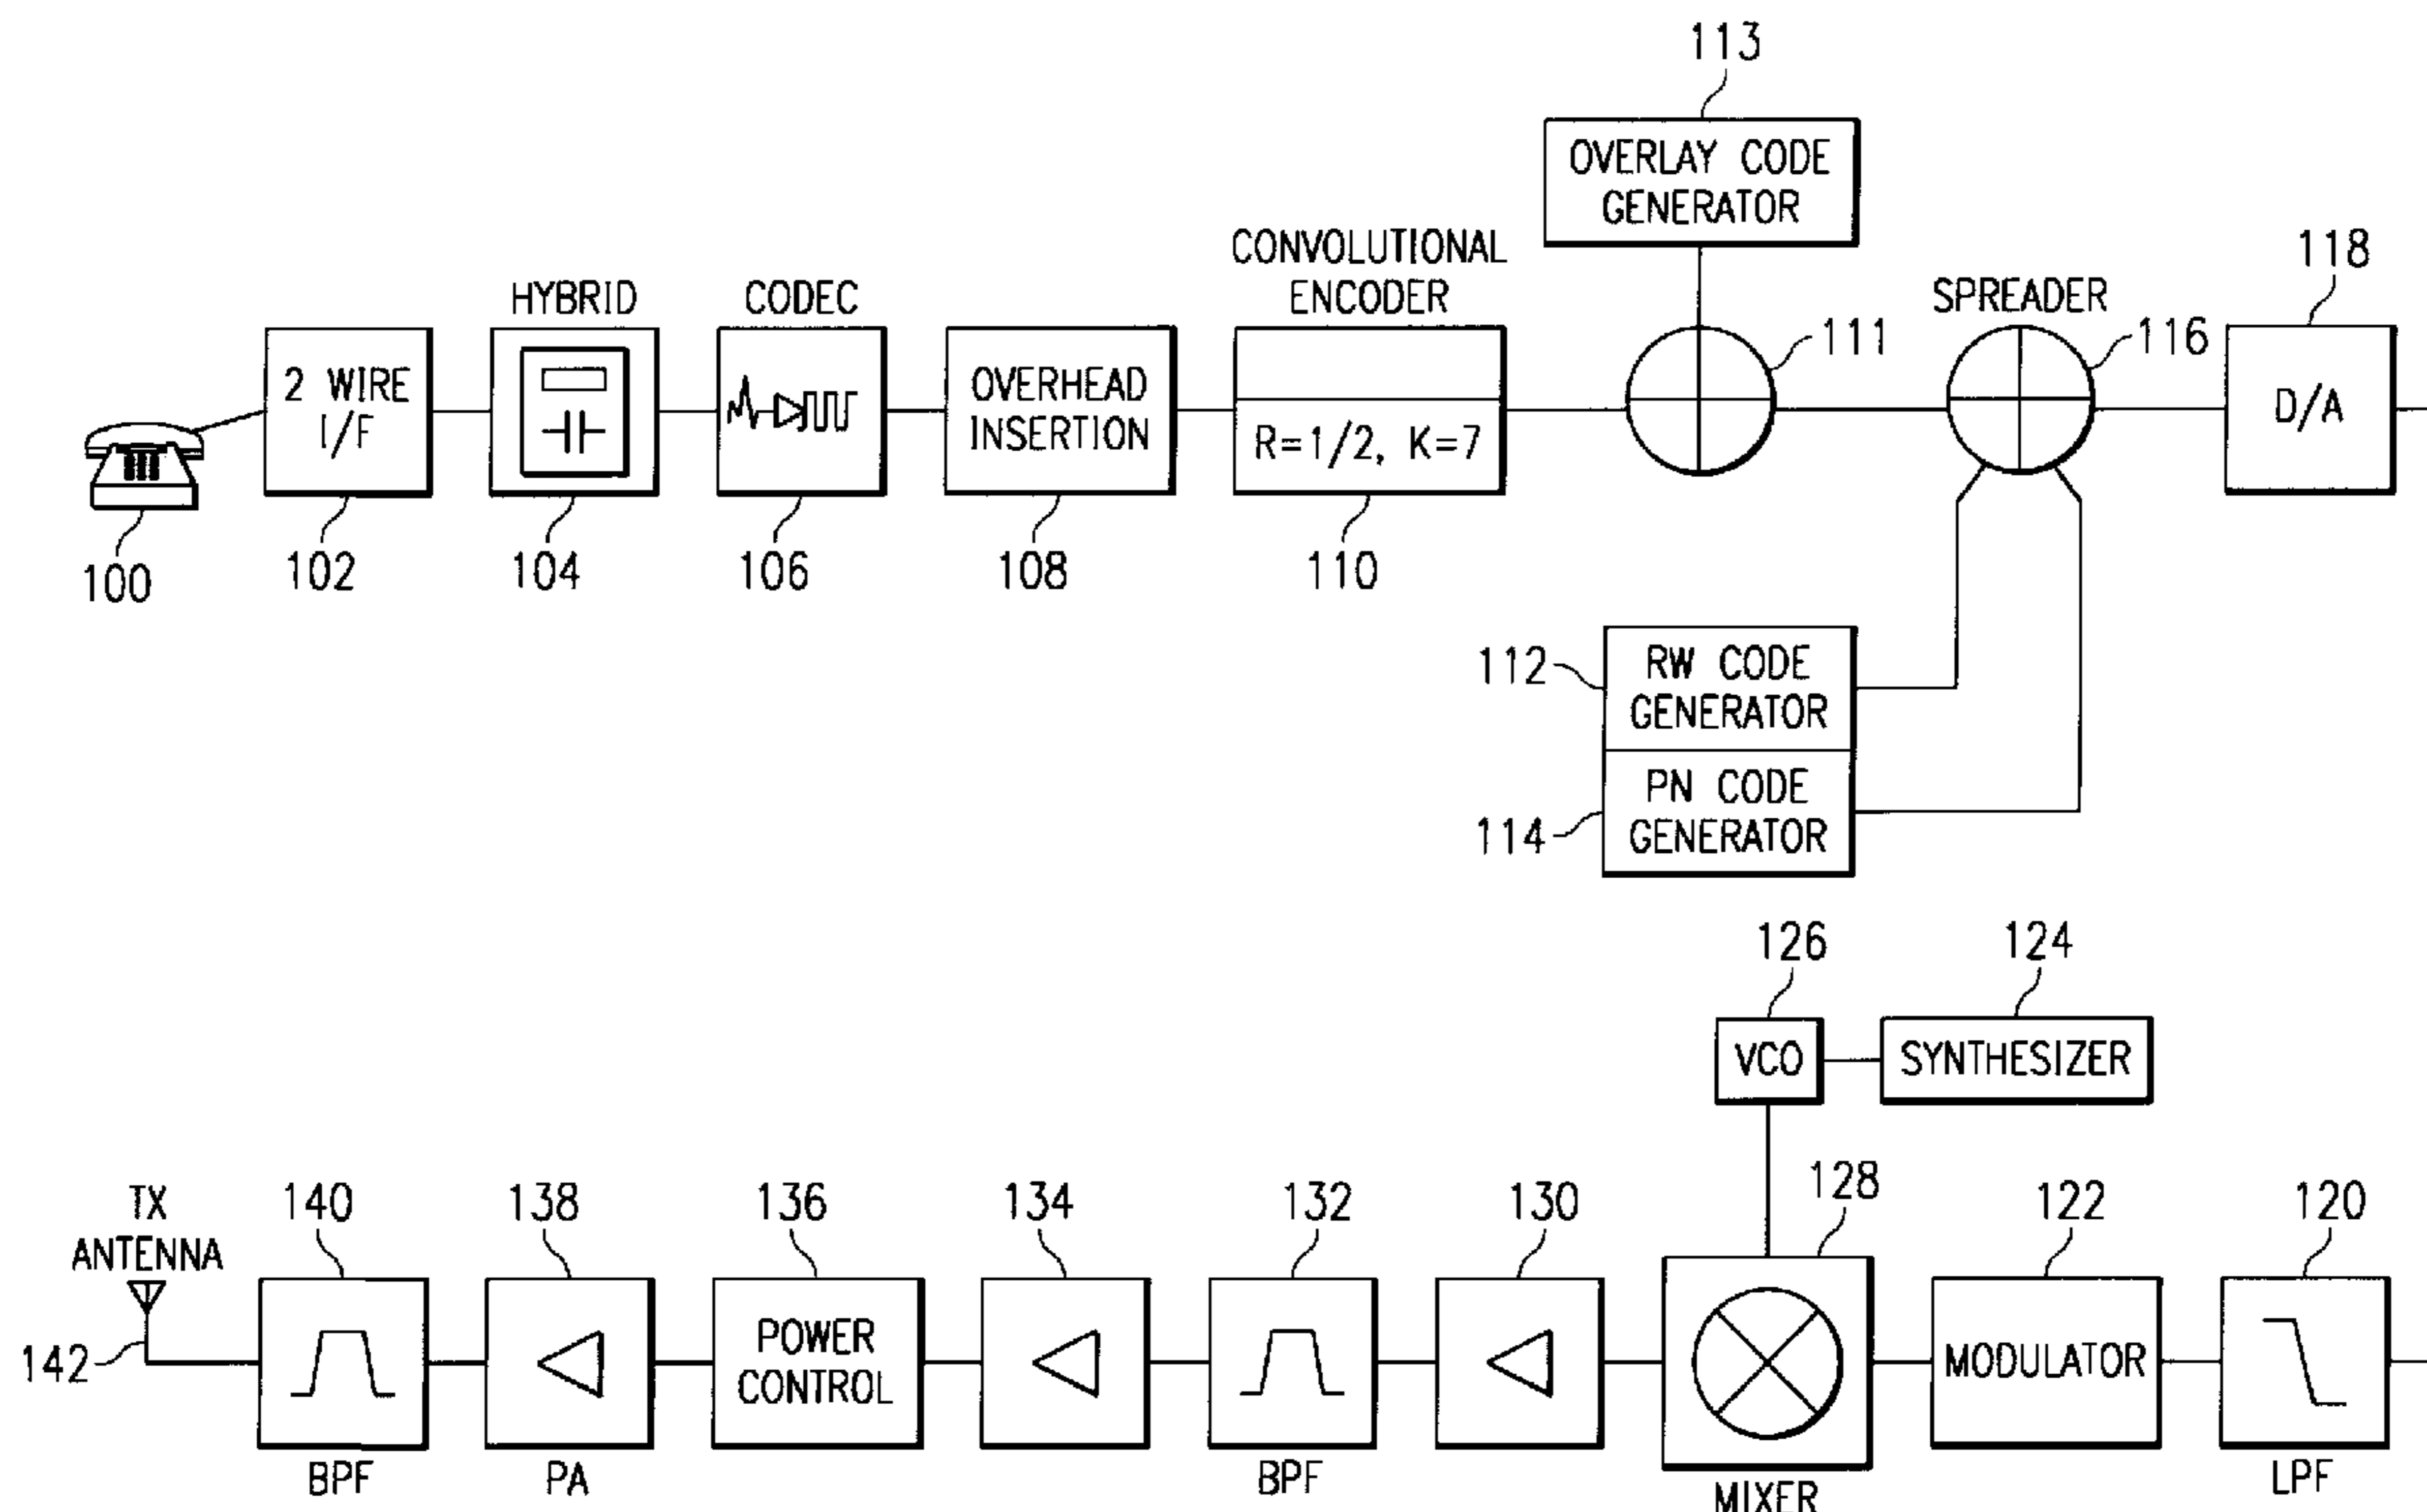 113
OVERLAY CODE
GENERATOR
CONVOLUTIONAL
ENCODER
118
HYBRID
CODEC
SPREADER
111
116
2 WIRE
I/F
OVERHEAD
INSERTION
R=1/2, K=7
D/A
100
102
104
106
108
110
112
RW CODE
GENERATOR
114
PN CODE
GENERATOR
126
124
VCO
SYNTHESIZER
TX
ANTENNA
140
138
136
134
132
130
128
122
120
142
POWER
CONTROL
MODULATOR
BPF
PA
BPF
MIXER
LPF